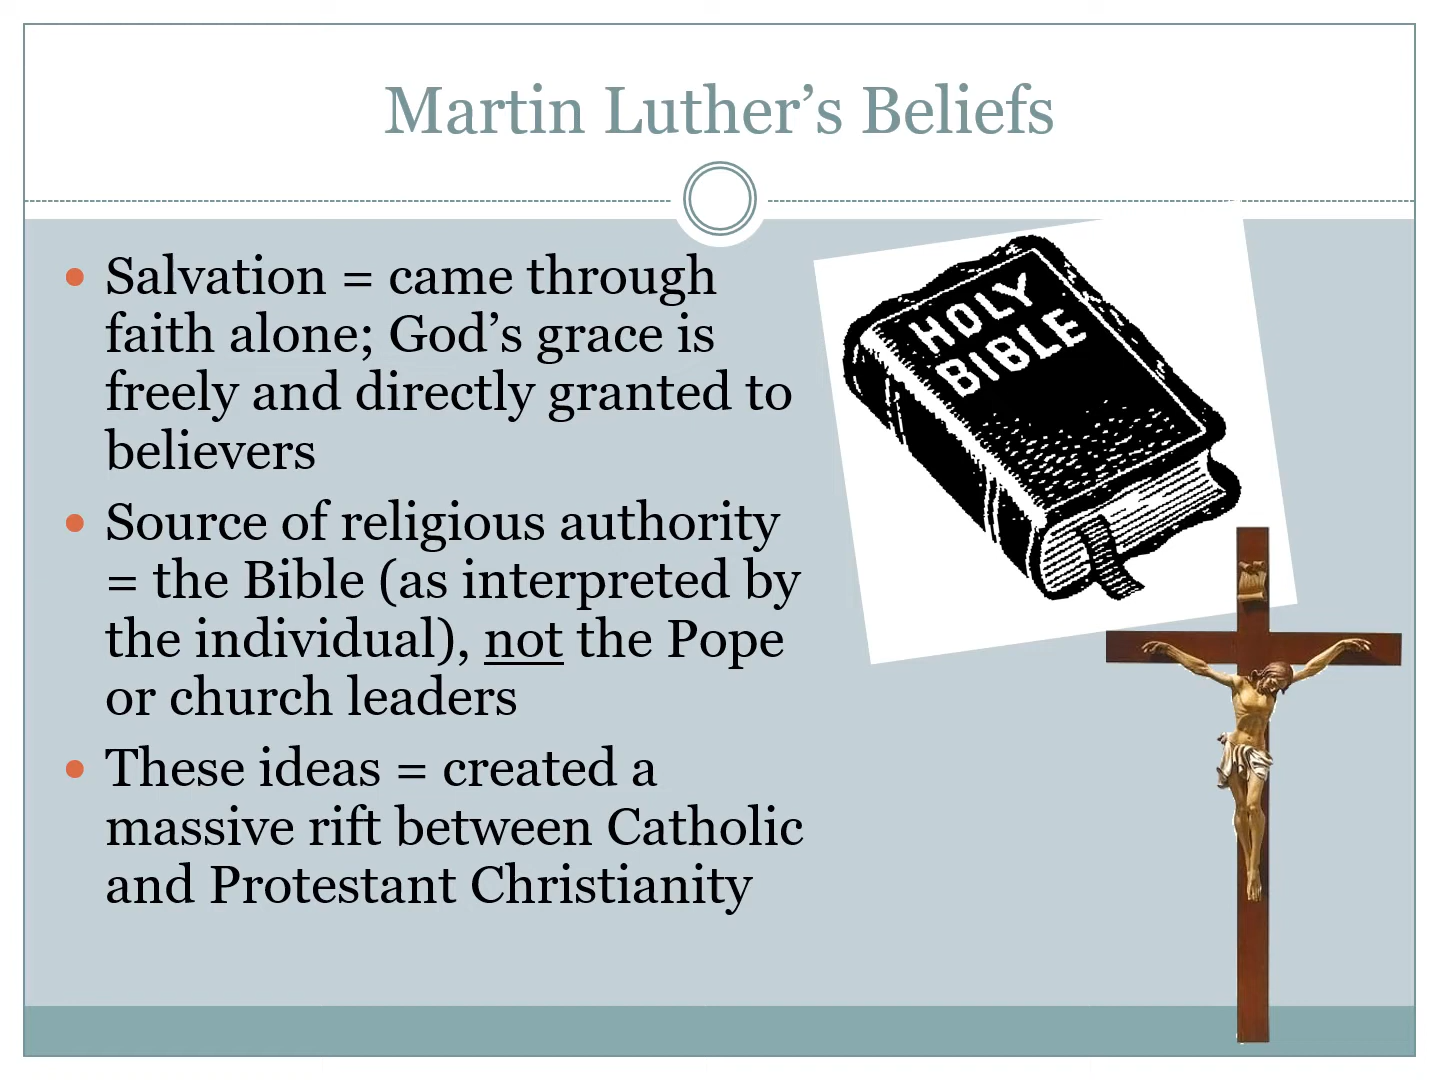 Martin Luther’s Beliefs
• Salvation = came through
faith alone; God’s grace is
freely and directly granted to
believers
• Source of religious authority
= the Bible (as interpreted by
the individual), not the Pope
or church leaders
• These ideas = created a
massive rift between Catholic
and Protestant Christianity
HOLY
BIBLE